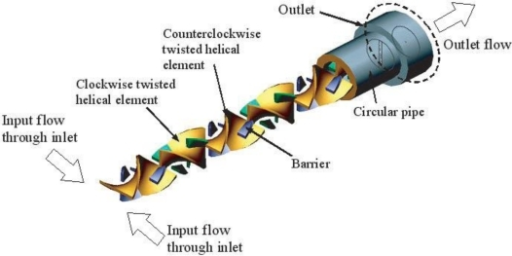 Outlet
Outlet flow
Counterclockwise
twisted helical
element
Clockwise twisted
helical element
Circular pipe
Input flow
through inlet
Barrier
Input flow
through inlet